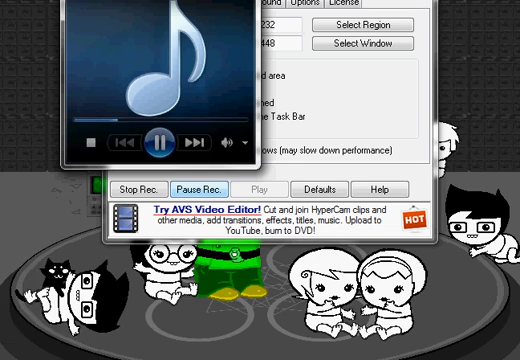 ound Options License
232
Select Region
448
Select Window
d area
ned
he Task Bar
ows (may slow down performance)
Stop Rec. Pause Rec. Play Defaults Help
Try AVS Video Editor! Cut and join HyperCam clips and
other media, add transitions, effects, titles, music. Upload to
YouTube, burn to DVD!
HOT